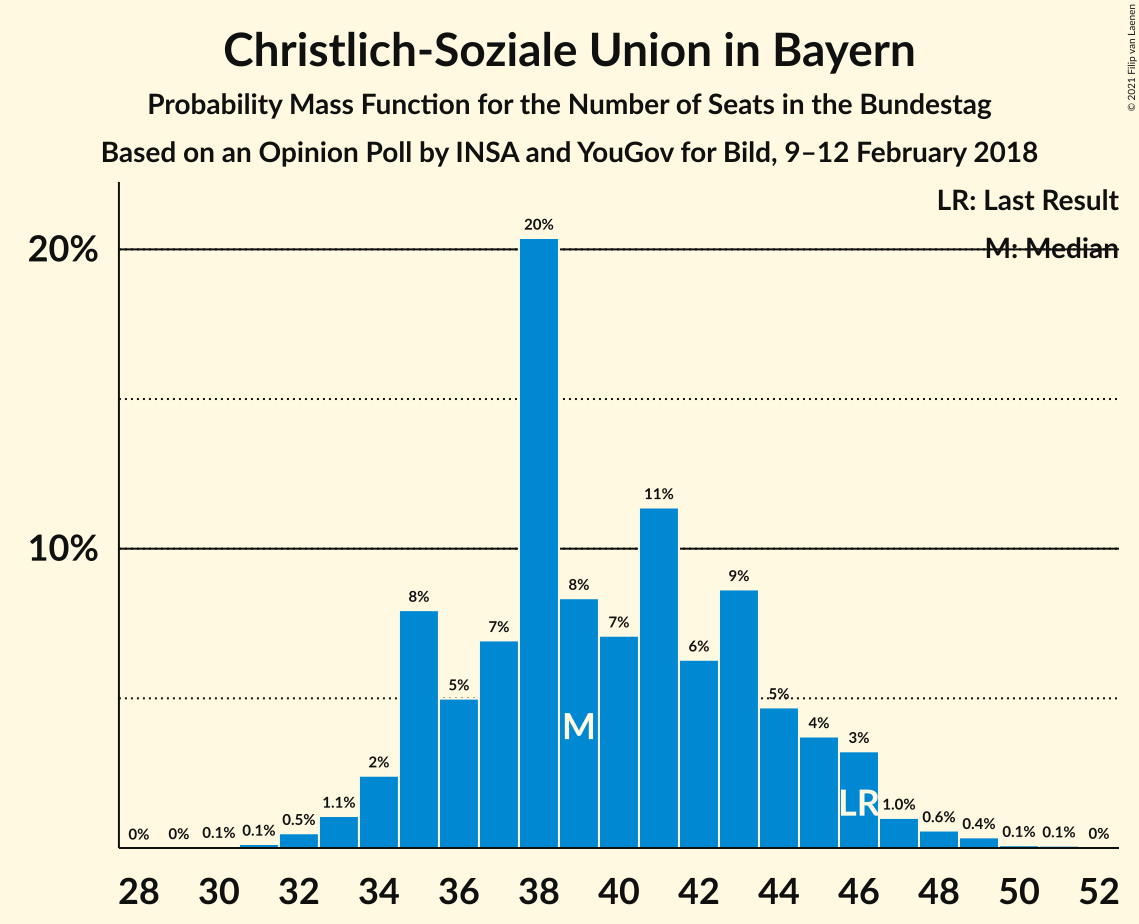 Christlich-Soziale Union in Bayern
Probability Mass Function for the Number of Seats in the Bundestag
Based on an Opinion Poll by INSA and YouGov for Bild, 9–12 February 2018
© 2021 Filip van Laenen
LR: Last Result
M: Median
20%
10%
0% 0% 0.1% 0.1% 0.5% 1.1% 2% 8% 5% 7% 20% 8% 7% 11% 6% 9% 5% 4% 3% 1.0% 0.6% 0.4% 0.1% 0.1% 0%
M
LR
28 30 32 34 36 38 40 42 44 46 48 50 52